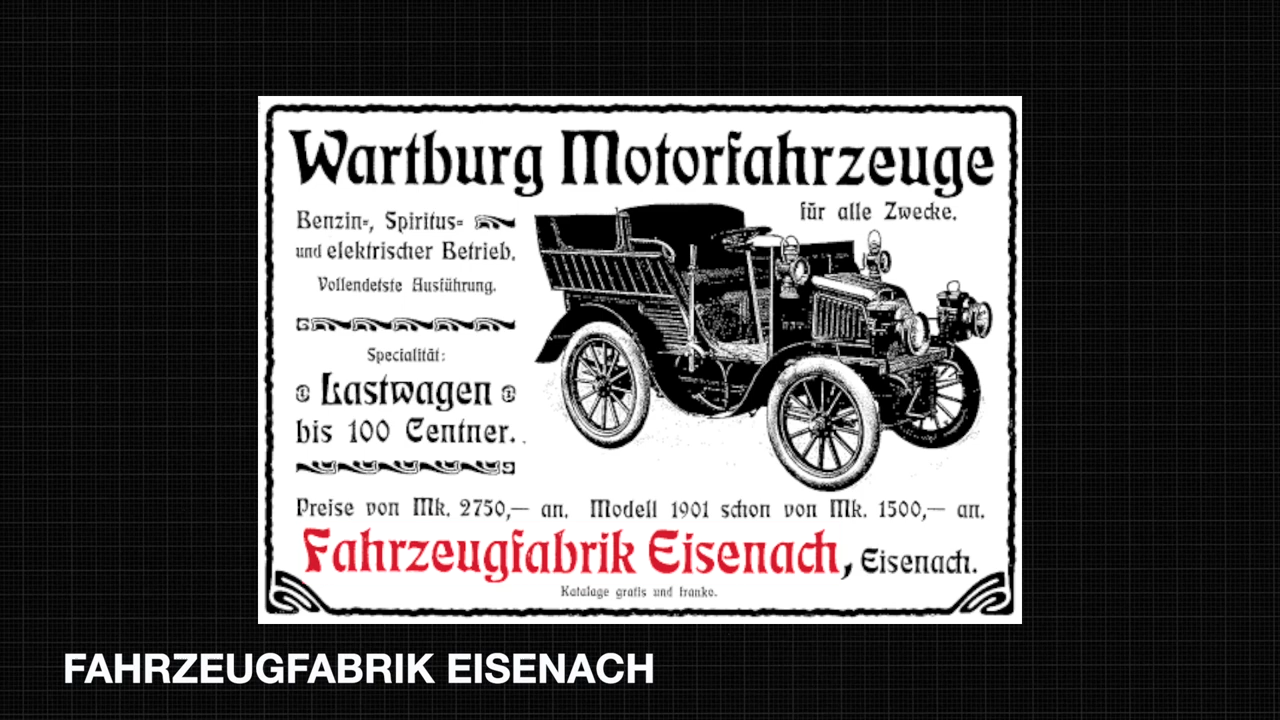 Wartburg Motorfahrzeuge
für alle Zwecke.
Benzin-, Spiritus-
und elektrischer Betrieb.
Vollendetste Ausführung.
Specialität:
Lastwagen
bis 100 Centner.
Preise von Mk. 2750,— an. Modell 1901 schon von Mk. 1500,— an.
Fahrzeugfabrik Eisenach, Eisenach.
Kataloge gratis und franko.
FAHRZEUGFABRIK EISENACH